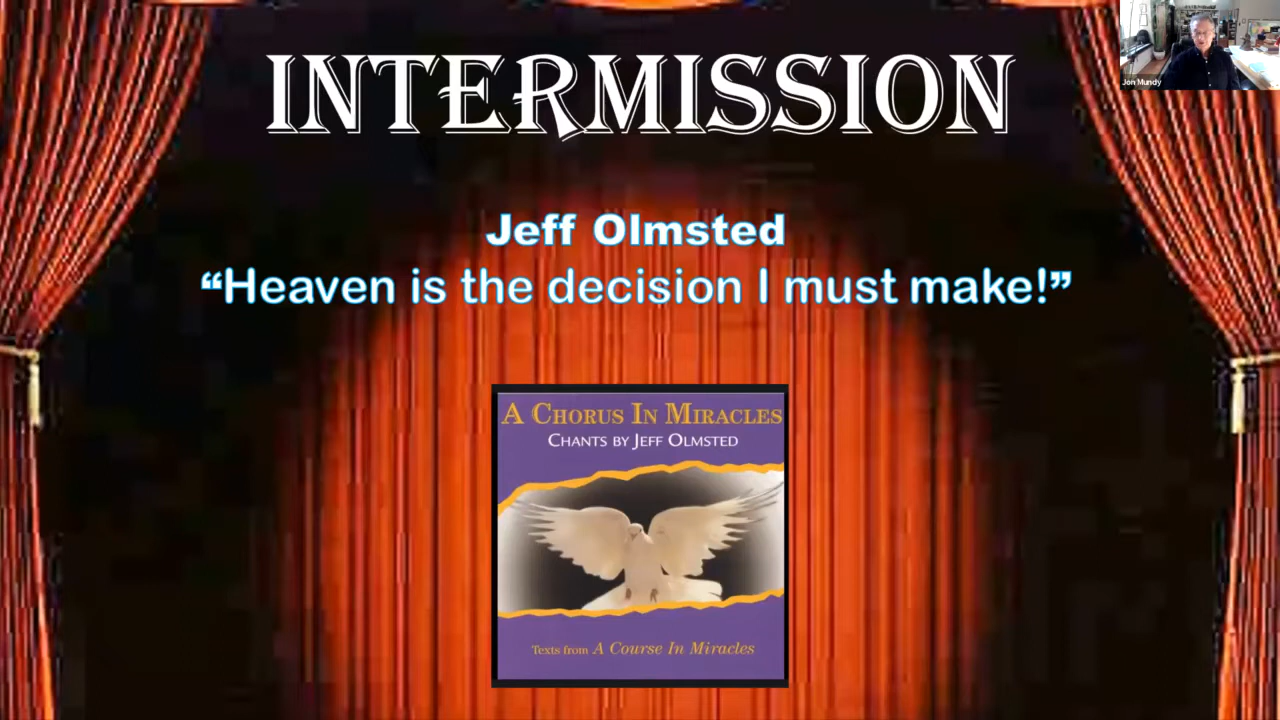 INTERMISSION
Jon Mundy
Jeff Olmsted
“Heaven is the decision I must make!”
A CHORUS IN MIRACLES
CHANTS BY JEFF OLMSTED
Texts from A Course In Miracles